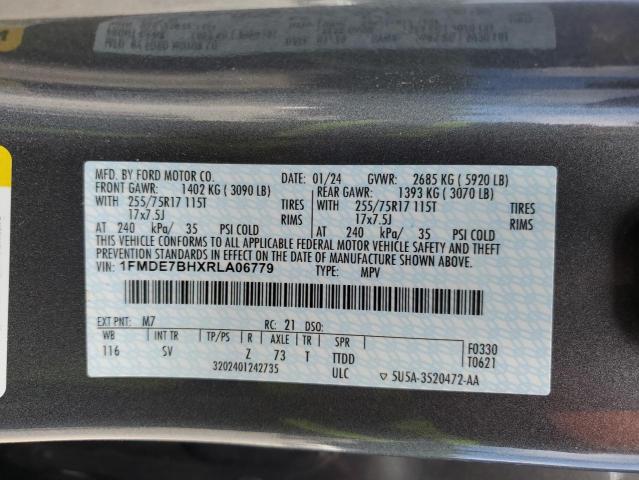 MFD. BY FORD MOTOR CO.
DATE: 01/24 GVWR: 2685 KG ( 5920 LB)
FRONT GAWR: 1402 KG ( 3090 LB)
REAR GAWR: 1393 KG ( 3070 LB)
WITH 255/75R17 115T TIRES
WITH 255/75R17 115T TIRES
17x7.5J RIMS
17x7.5J RIMS
AT 240 kPa/ 35 PSI COLD
AT 240 kPa/ 35 PSI COLD
THIS VEHICLE CONFORMS TO ALL APPLICABLE FEDERAL MOTOR VEHICLE SAFETY AND THEFT
PREVENTION STANDARDS IN EFFECT ON THE DATE OF MANUFACTURE SHOWN ABOVE.
VIN: 1FMDE7BHXRLA06779 TYPE: MPV
EXT PNT: M7 RC: 21 DSO:
WB INT TR TP/PS R AXLE TR SPR F0330
116 SV Z 73 T TTDD T0621
3202401242735 ULC ▽ 5U5A-3520472-AA